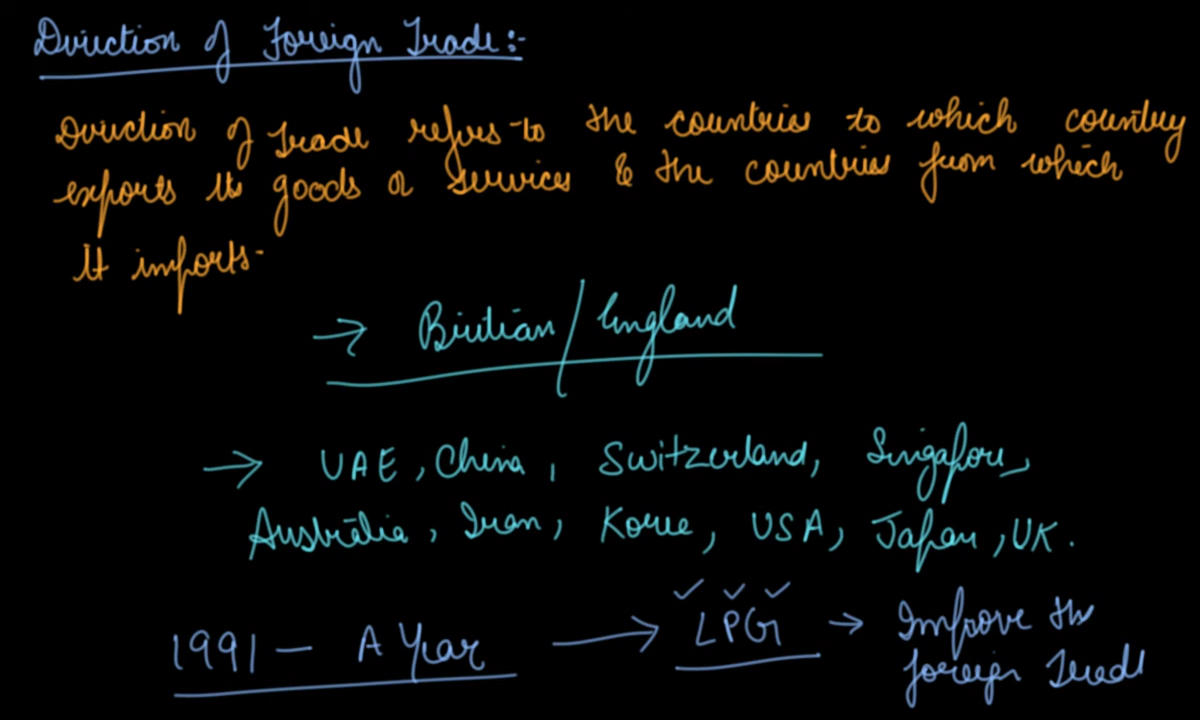 Direction of Foreign Trade:-
Direction of Trade refers to the countries to which country
exports its goods or services & the countries from which
It imports.
→ Biritian / England
→ UAE, China, Switzerland, Singapore,
Australia, Iran, Koree, USA, Japan, UK.
1991 - A Year → LPG → Improve the
foreign Trade